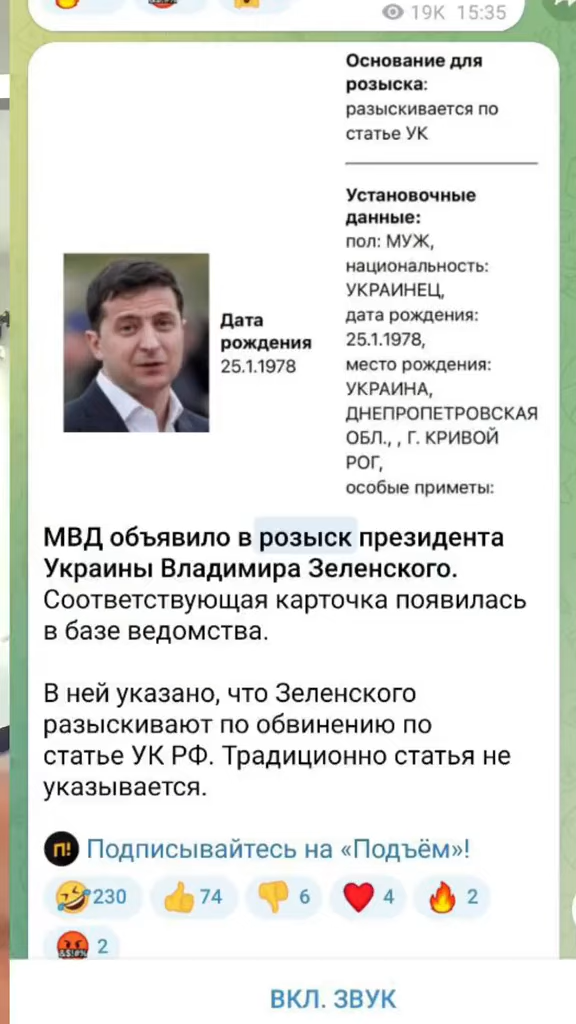 19K 15:35
Основание для
розыска:
разыскивается по
статье УК
Установочные
данные:
пол: МУЖ,
национальность:
УКРАИНЕЦ,
дата рождения:
25.1.1978,
место рождения:
УКРАИНА,
ДНЕПРОПЕТРОВСКАЯ
ОБЛ., , Г. КРИВОЙ
РОГ,
особые приметы:
Дата
рождения
25.1.1978
МВД объявило в розыск президента
Украины Владимира Зеленского.
Соответствующая карточка появилась
в базе ведомства.
В ней указано, что Зеленского
разыскивают по обвинению по
статье УК РФ. Традиционно статья не
указывается.
П! Подписывайтесь на «Подъём»!
230 74 6 4 2
2
ВКЛ. ЗВУК